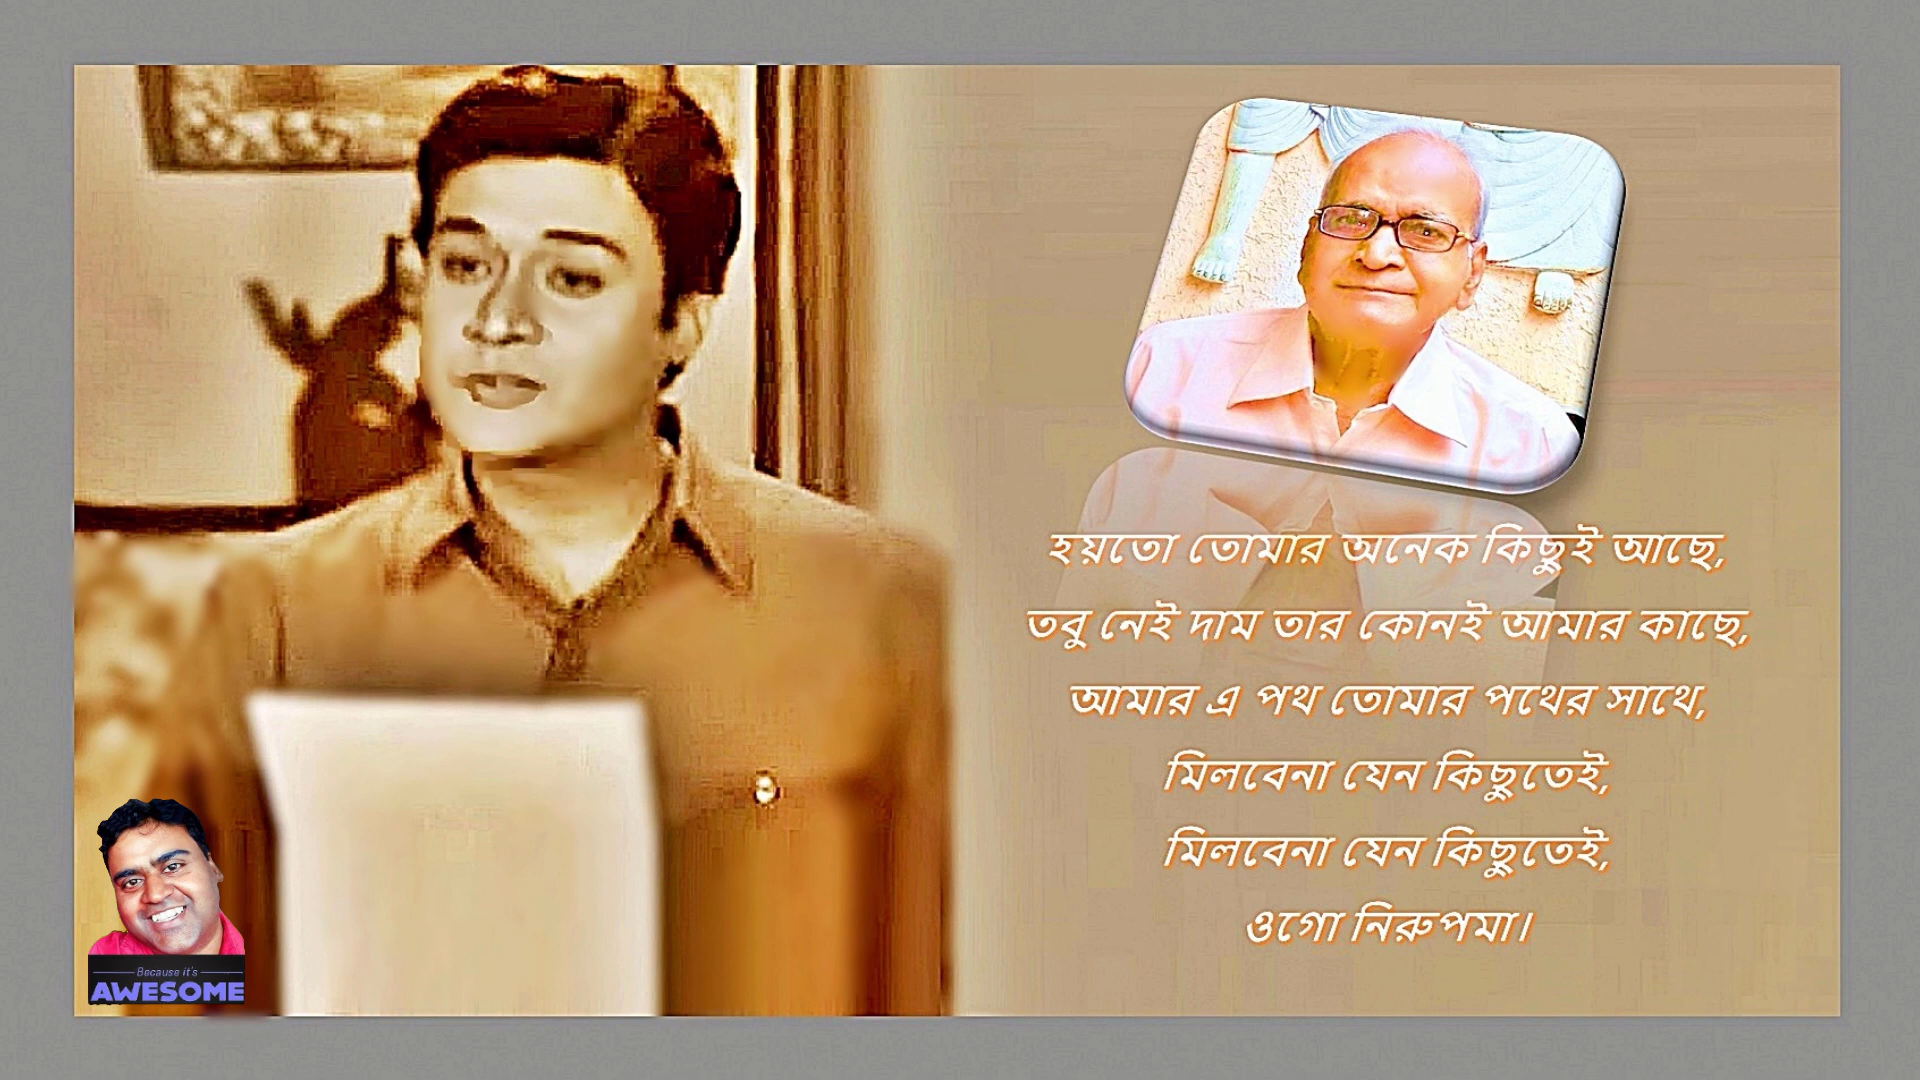 হয়তো তোমার অনেক কিছুই আছে,
তবু নেই দাম তার কোনই আমার কাছে,
আমার এ পথ তোমার পথের সাথে,
মিলবেনা যেন কিছুতেই,
মিলবেনা যেন কিছুতেই,
ওগো নিরুপমা।
Because it's
AWESOME